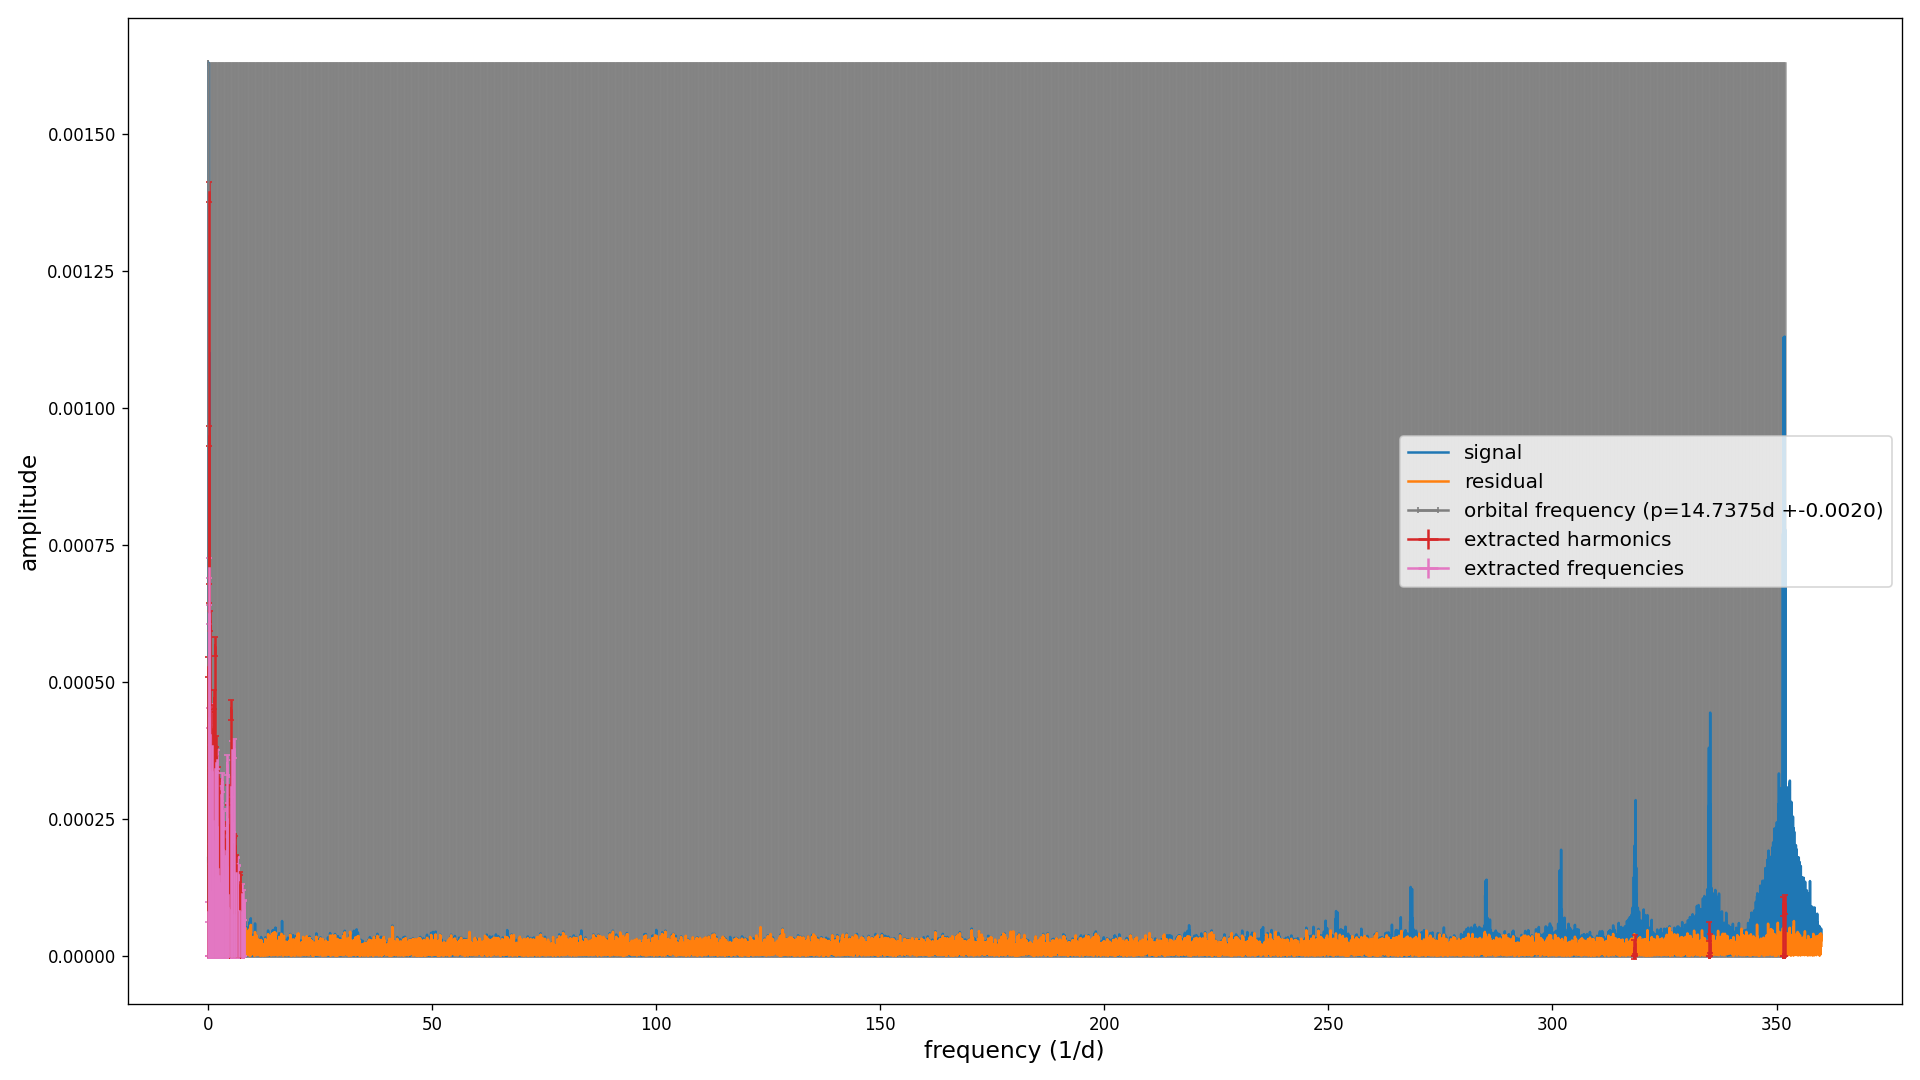 amplitude
0.00150
0.00125
0.00100
0.00075
0.00050
0.00025
0.00000
signal
residual
orbital frequency (p=14.7375d +-0.0020)
extracted harmonics
extracted frequencies
0 50 100 150 200 250 300 350
frequency (1/d)